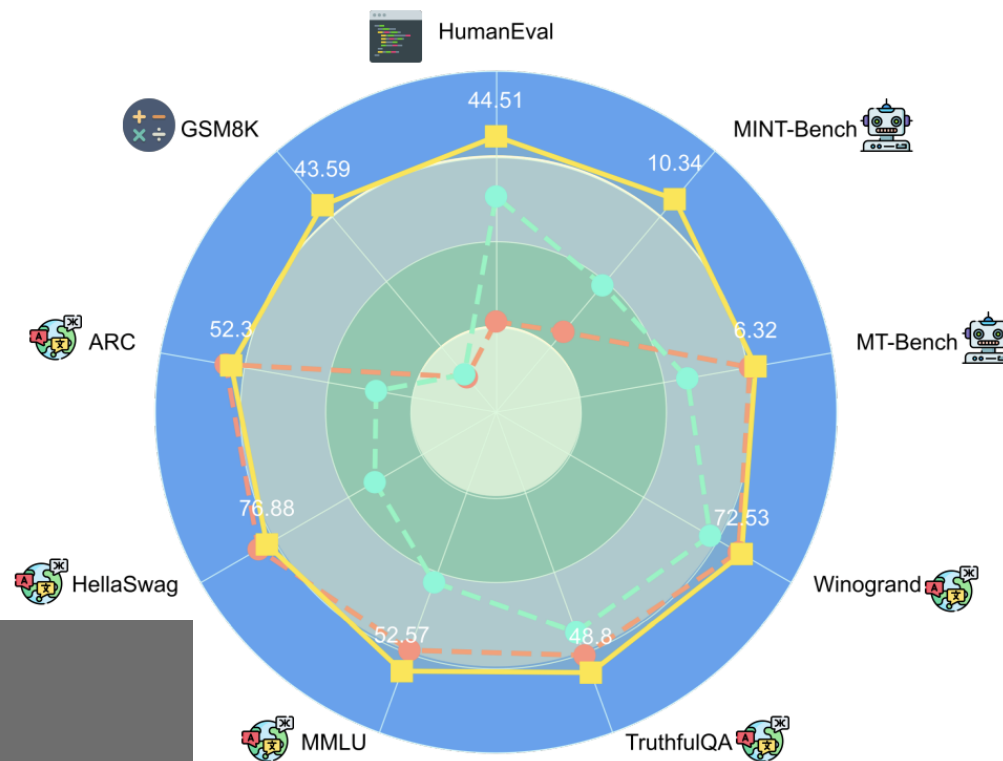 HumanEval
44.51
MINT-Bench
10.34
GSM8K
43.59
ARC
52.3
MT-Bench
6.32
HellaSwag
76.88
Winogrand
72.53
MMLU
52.57
TruthfulQA
48.8